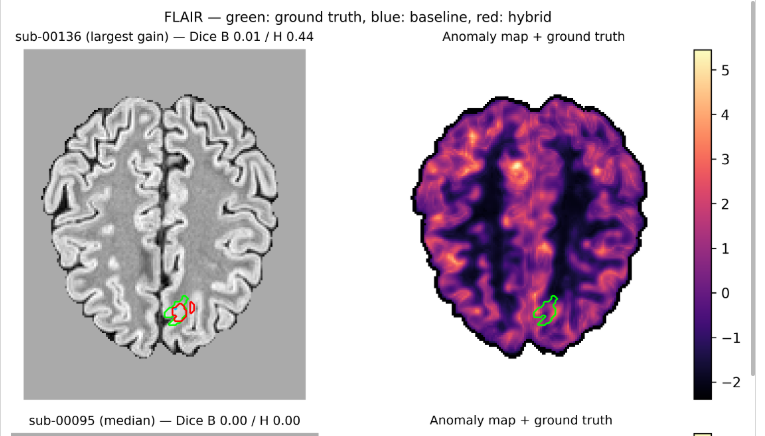 FLAIR — green: ground truth, blue: baseline, red: hybrid
sub-00136 (largest gain) — Dice B 0.01 / H 0.44
Anomaly map + ground truth
5
4
3
2
1
0
−1
−2
sub-00095 (median) — Dice B 0.00 / H 0.00
Anomaly map + ground truth